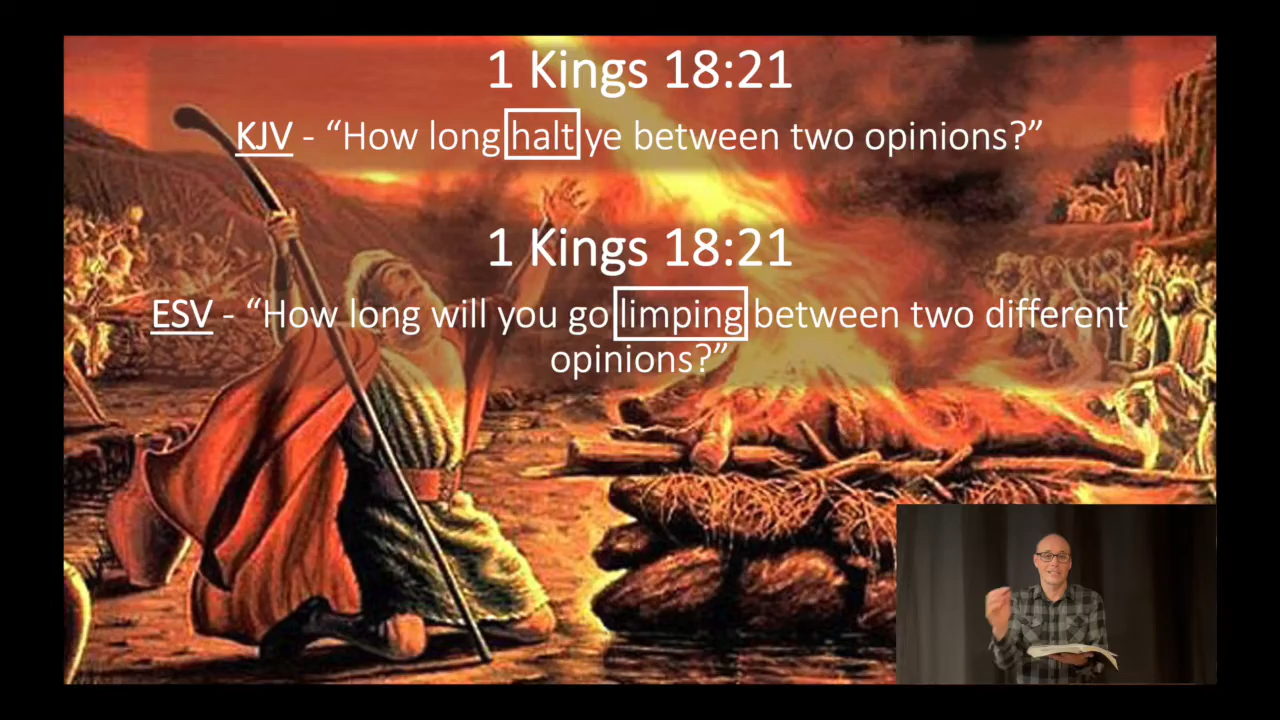 1 Kings 18:21
KJV - “How long halt ye between two opinions?”
1 Kings 18:21
ESV - “How long will you go limping between two different
opinions?”